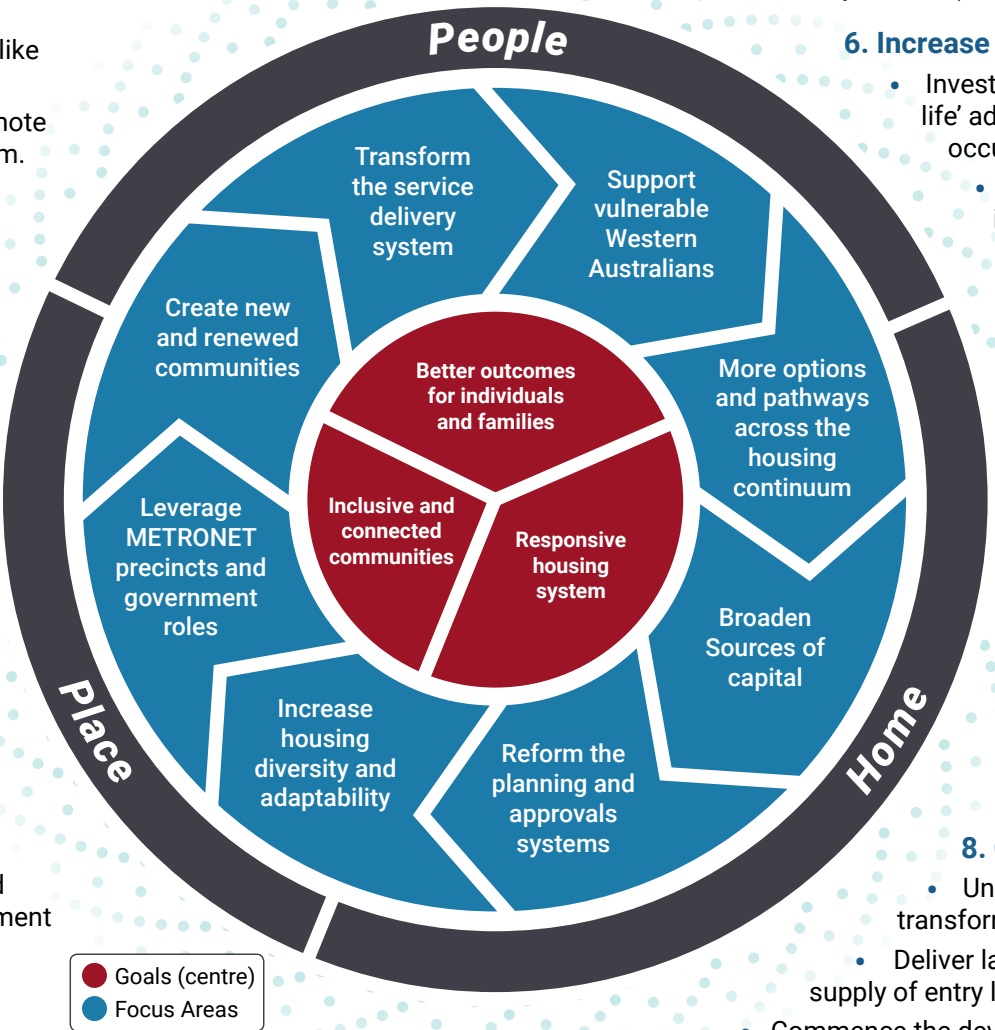 like
note
m.
People
6. Increase
• Invest
life’ ad
occu
•
Transform
the service
delivery
system
Support
vulnerable
Western
Australians
Create new
and renewed
communities
More options
and pathways
across the
housing
continuum
Better outcomes
for individuals
and families
Inclusive and
connected
communities
Responsive
housing
system
Leverage
METRONET
precincts and
government
roles
Broaden
Sources of
capital
Increase
housing
diversity and
adaptability
Reform the
planning and
approvals
systems
Place
Home
d
ment
Goals (centre)
Focus Areas
8.
• Un
transfor
• Deliver la
supply of entry l
• Commence the dev